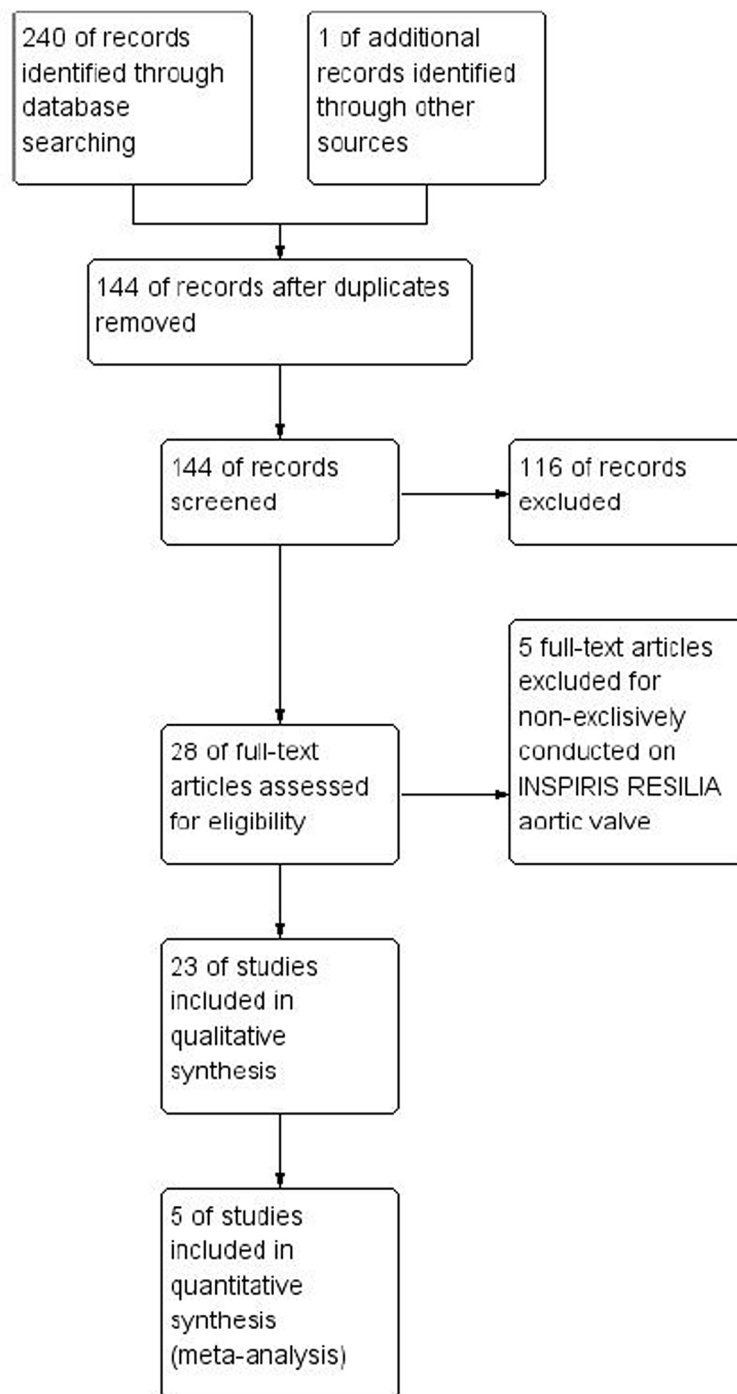 240 of records
identified through
database
searching
1 of additional
records identified
through other
sources
144 of records after duplicates
removed
144 of records
screened
116 of records
excluded
28 of full-text
articles assessed
for eligibility
5 full-text articles
excluded for
non-exclisively
conducted on
INSPIRIS RESILIA
aortic valve
23 of studies
included in
qualitative
synthesis
5 of studies
included in
quantitative
synthesis
(meta-analysis)